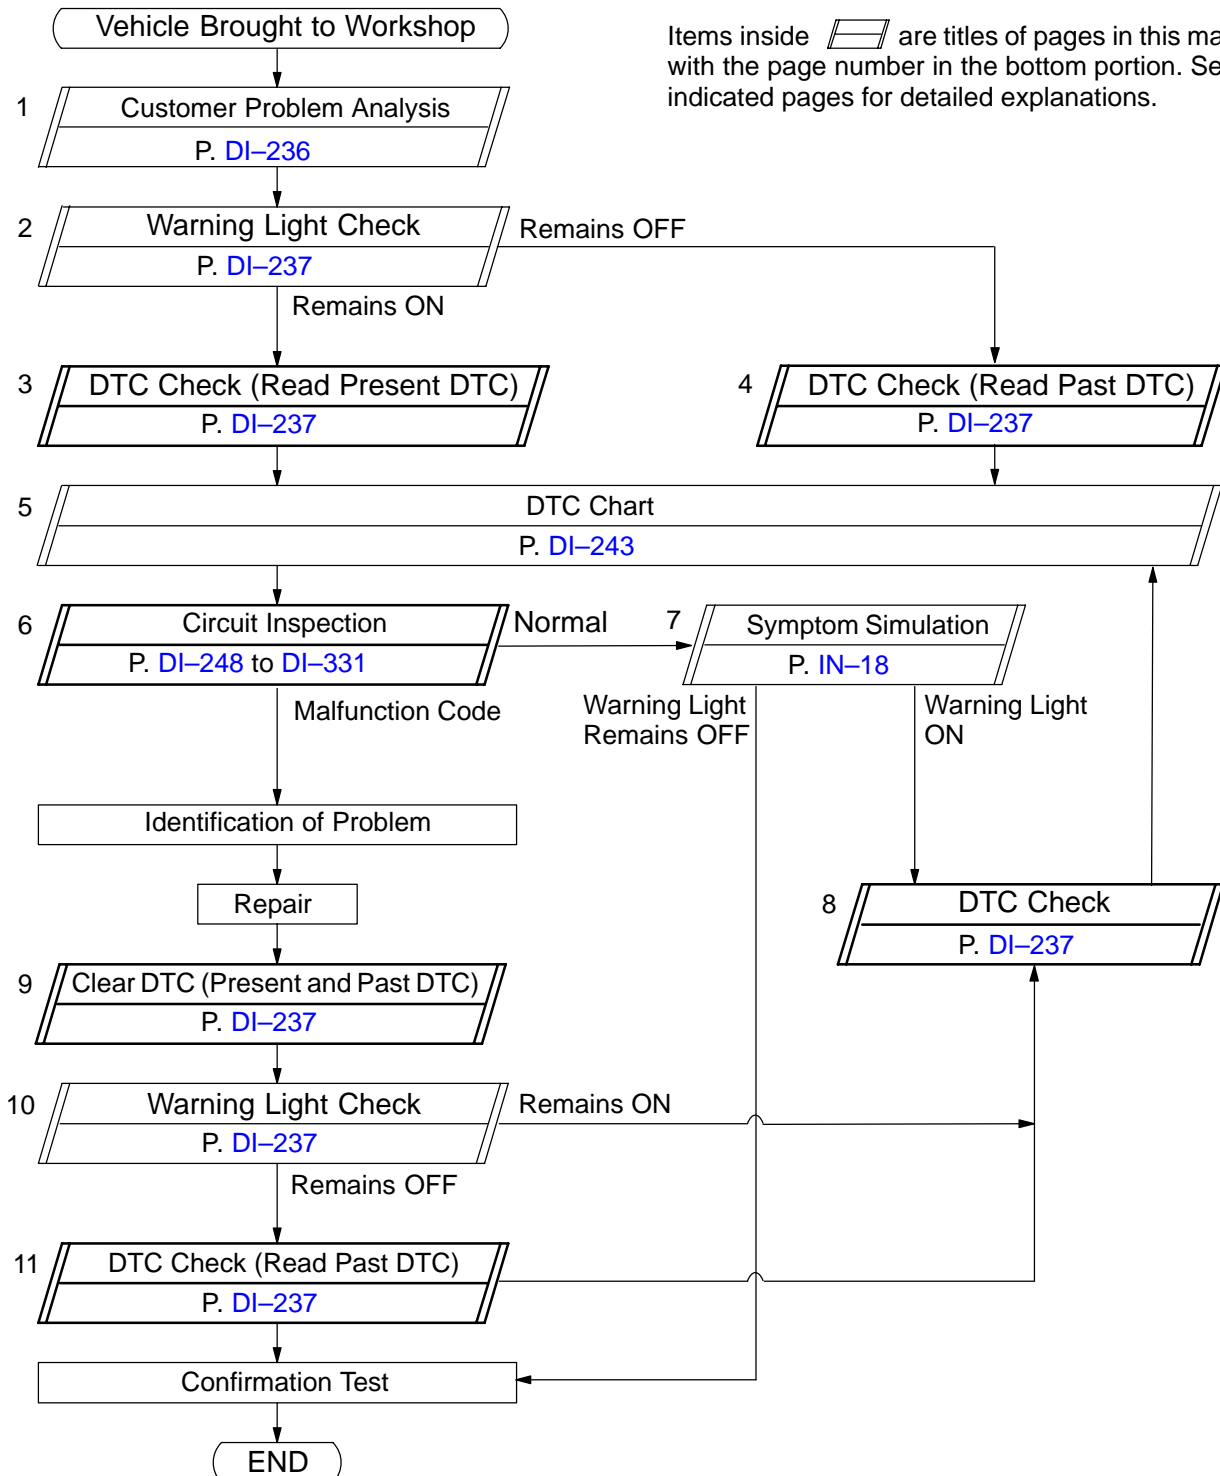 Vehicle Brought to Workshop
Items inside are titles of pages in this
with the page number in the bottom portion.
indicated pages for detailed explanations.
1
Customer Problem Analysis
P. DI–236
2
Warning Light Check
P. DI–237
Remains OFF
Remains ON
3
DTC Check (Read Present DTC)
P. DI–237
4
DTC Check (Read Past DTC)
P. DI–237
5
DTC Chart
P. DI–243
6
Circuit Inspection
P. DI–248 to DI–331
Normal
7
Symptom Simulation
P. IN–18
Malfunction Code
Warning Light
Remains OFF
Warning Light
ON
Identification of Problem
Repair
8
DTC Check
P. DI–237
9
Clear DTC (Present and Past DTC)
P. DI–237
10
Warning Light Check
P. DI–237
Remains ON
Remains OFF
11
DTC Check (Read Past DTC)
P. DI–237
Confirmation Test
END